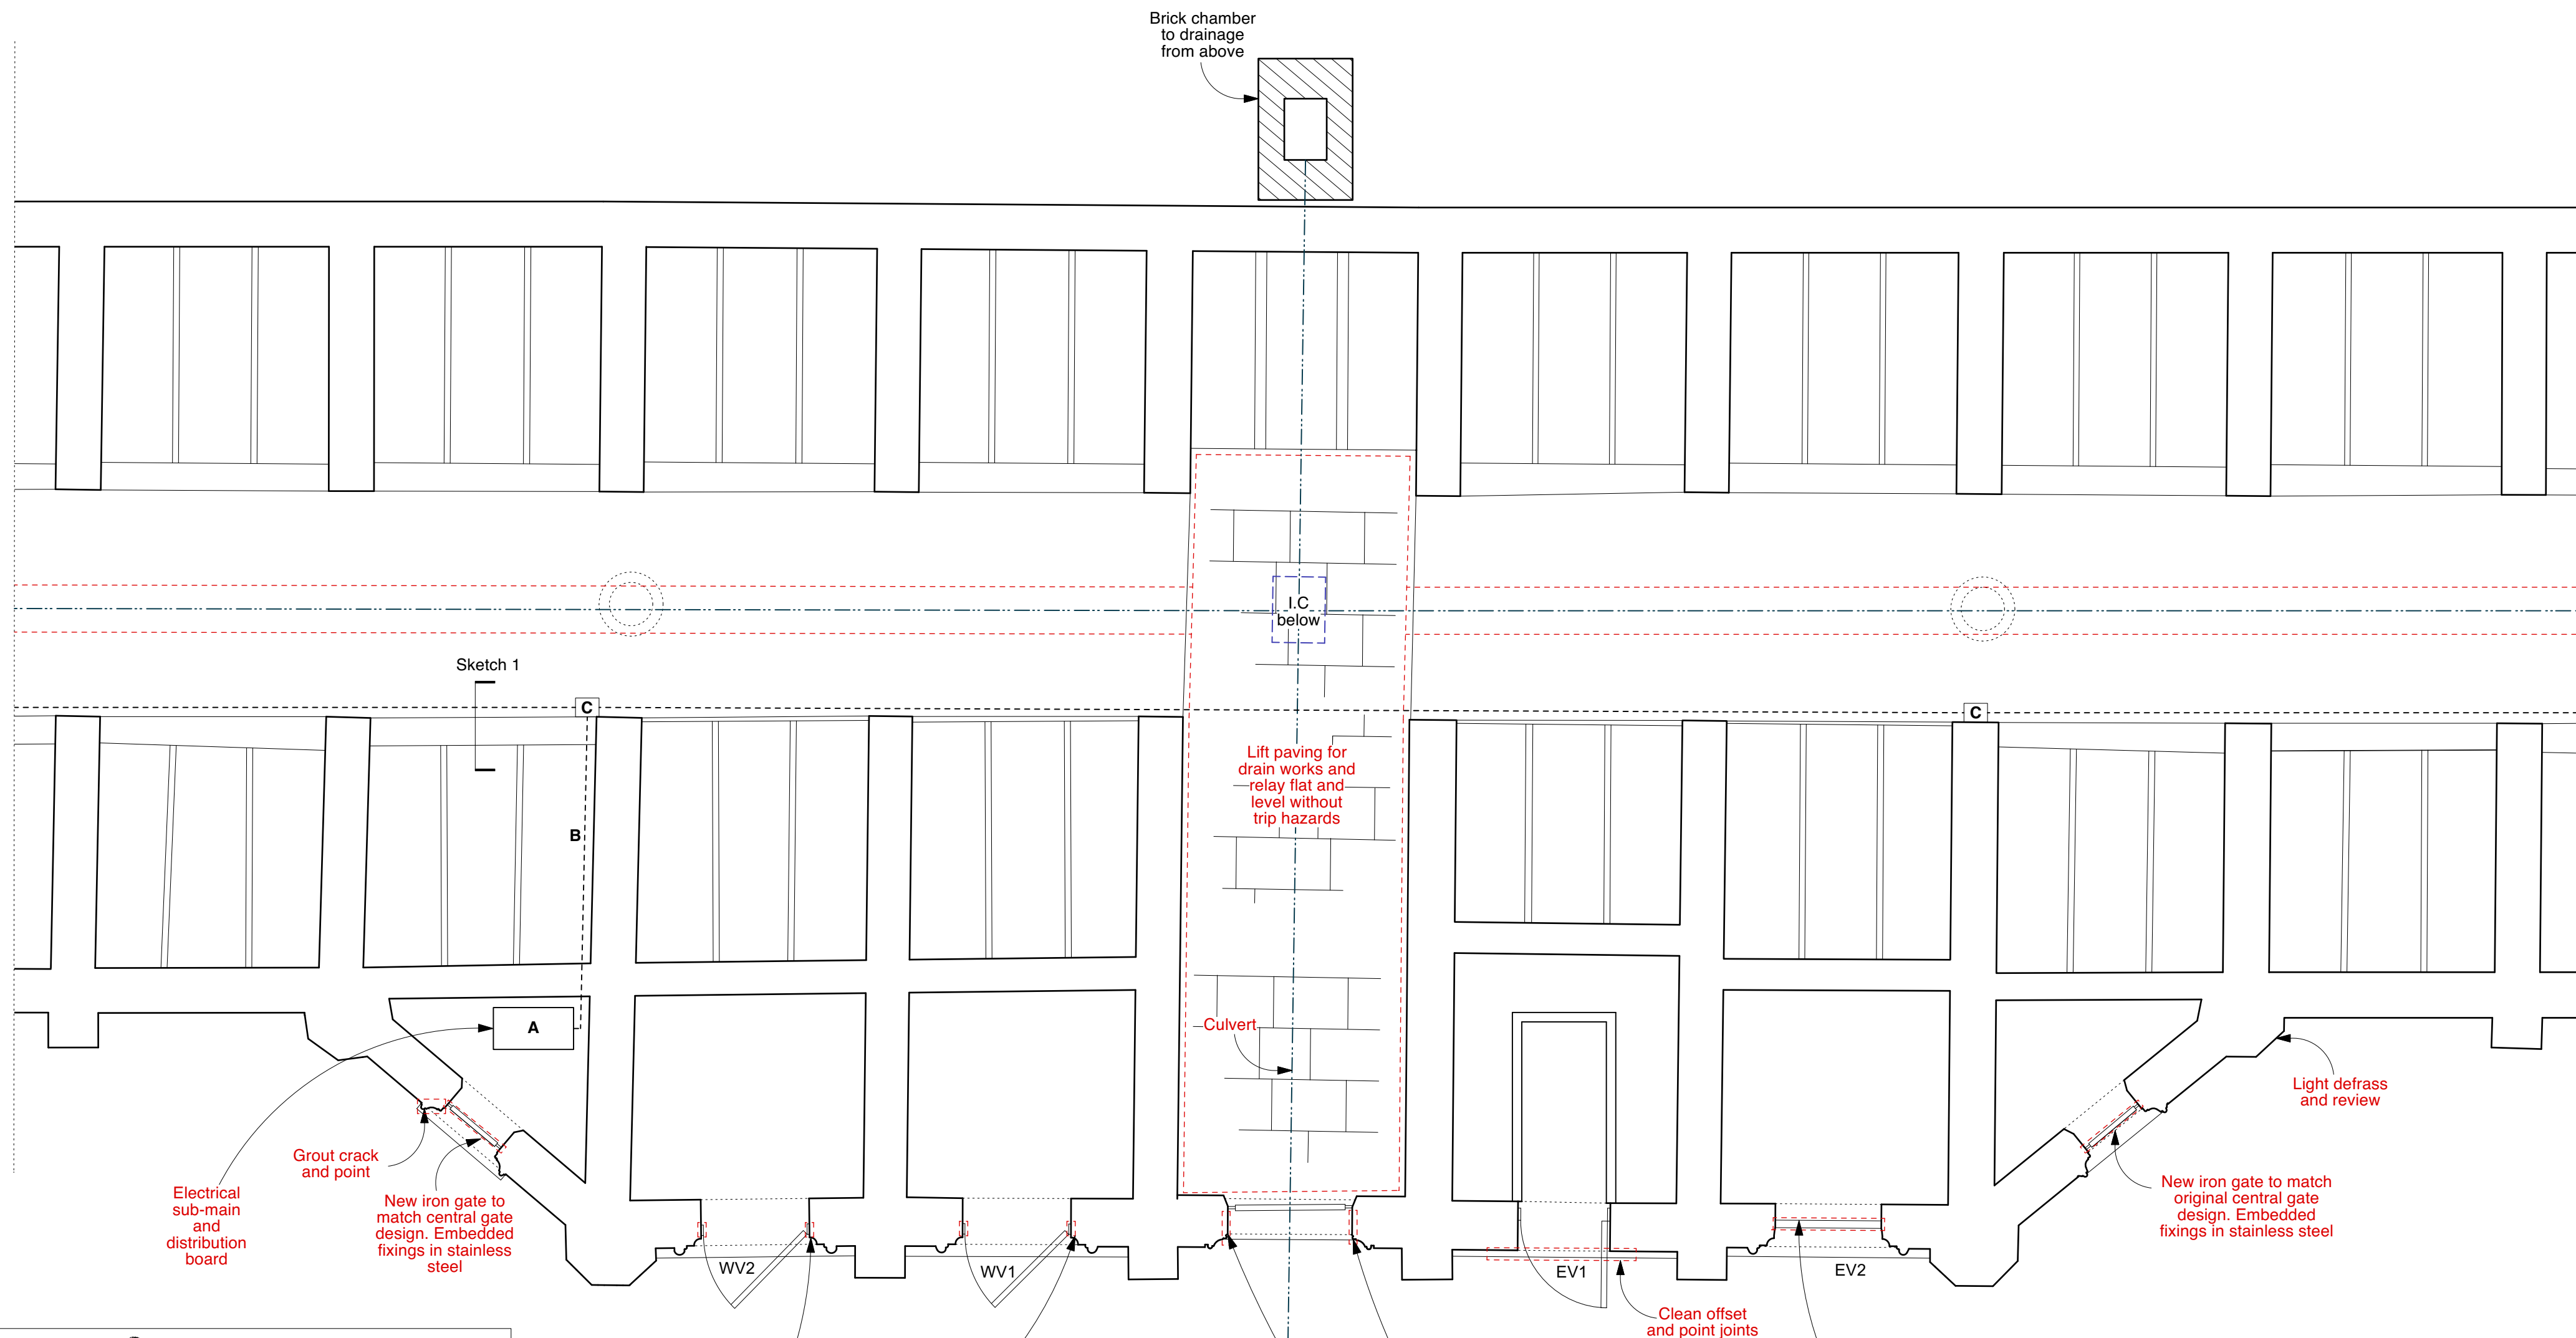 Brick chamber
to drainage
from above
I.C
below
Sketch 1
C
C
Lift paving for
drain works and
relay flat and
level without
trip hazards
B
A
Culvert
Light defrass
and review
Grout crack
and point
Electrical
sub-main
and
distribution
board
New iron gate to
match central gate
design. Embedded
fixings in stainless
steel
New iron gate to match
original central gate
design. Embedded
fixings in stainless steel
WV2
WV1
EV1
EV2
Clean offset
and point joints